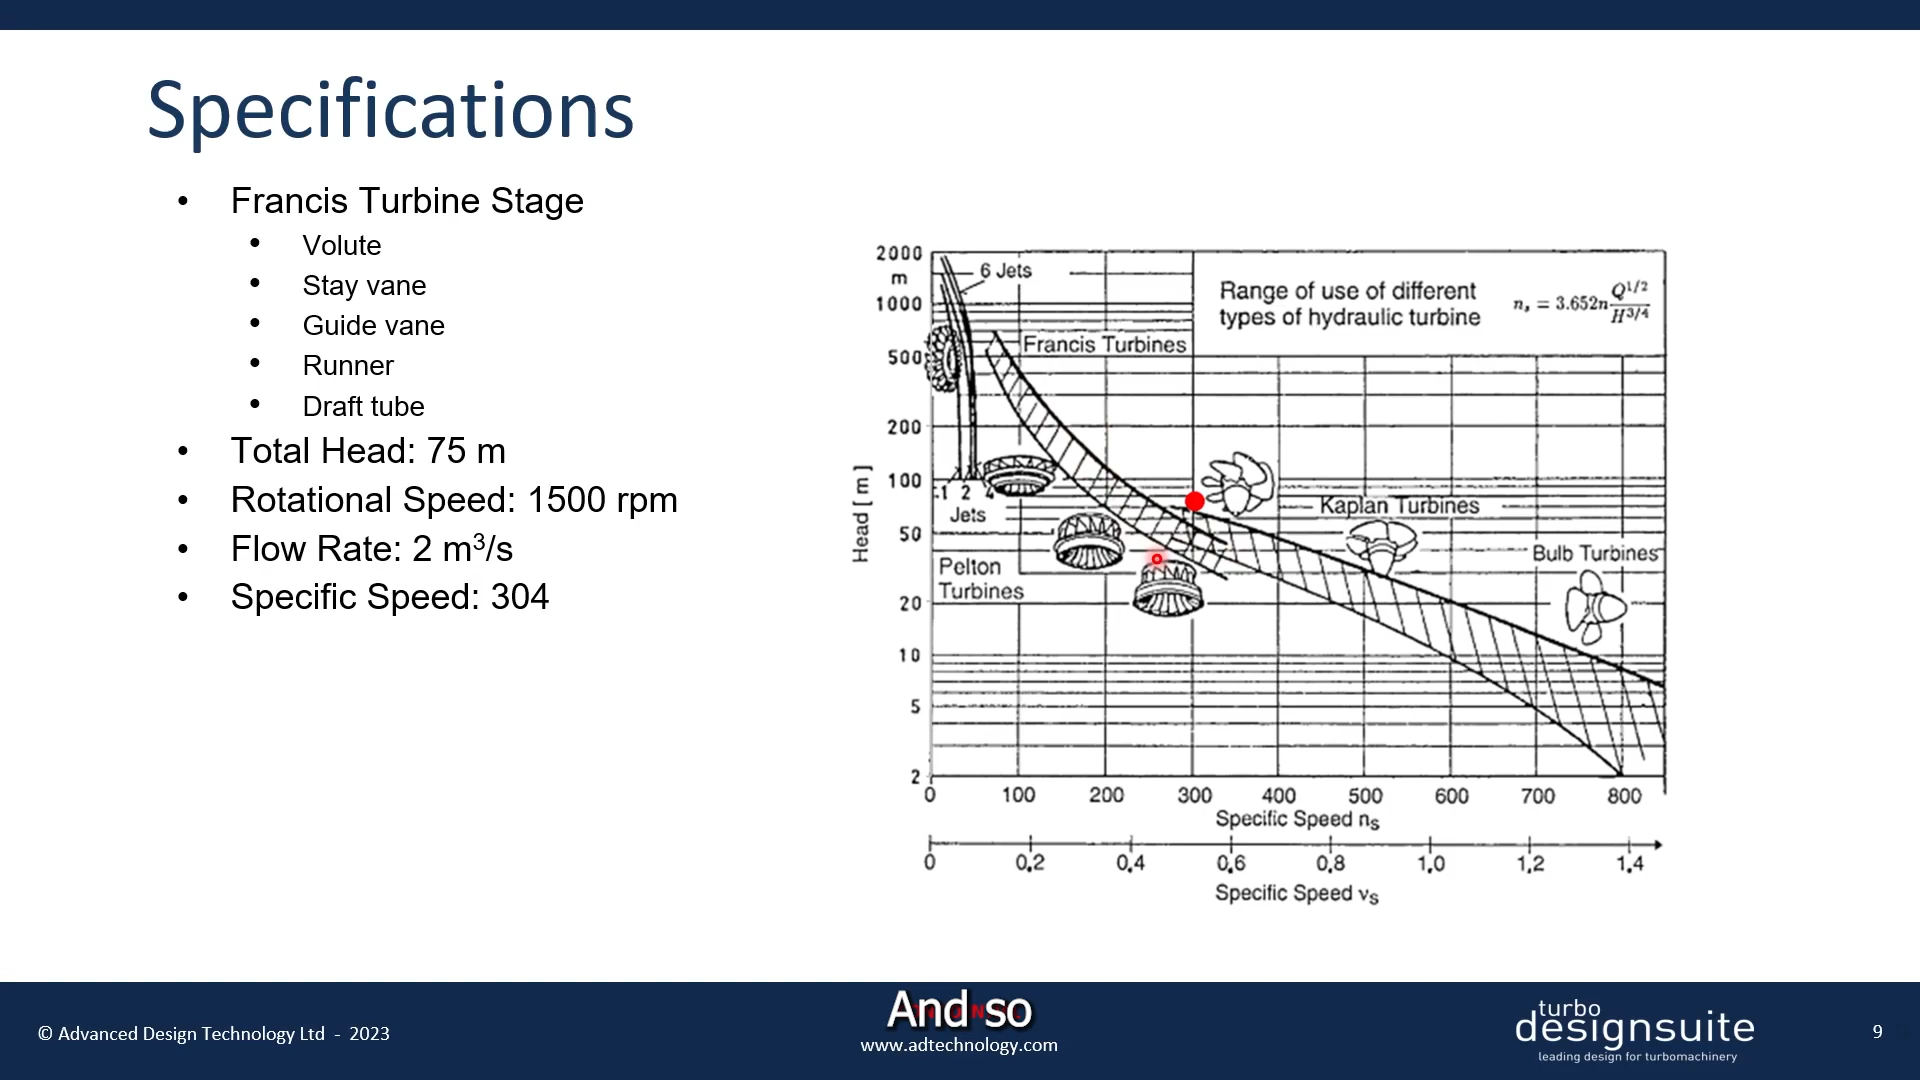 Specifications
• Francis Turbine Stage
• Volute
• Stay vane
• Guide vane
• Runner
• Draft tube
• Total Head: 75 m
• Rotational Speed: 1500 rpm
• Flow Rate: 2 m³/s
• Specific Speed: 304
2000
m
1000
500
200
100
50
20
10
5
2
Head [m]
6 Jets
Range of use of different
types of hydraulic turbine
nₛ = 3.652n Q^1/2 / H^3/4
Francis Turbines
1 2 4
Jets
Kaplan Turbines
Bulb Turbines
Pelton
Turbines
0 100 200 300 400 500 600 700 800
Specific Speed nₛ
0 0,2 0,4 0,6 0,8 1,0 1,2 1,4
Specific Speed νₛ
© Advanced Design Technology Ltd - 2023
And so
www.adtechnology.com
turbo
designsuite
leading design for turbomachinery
9